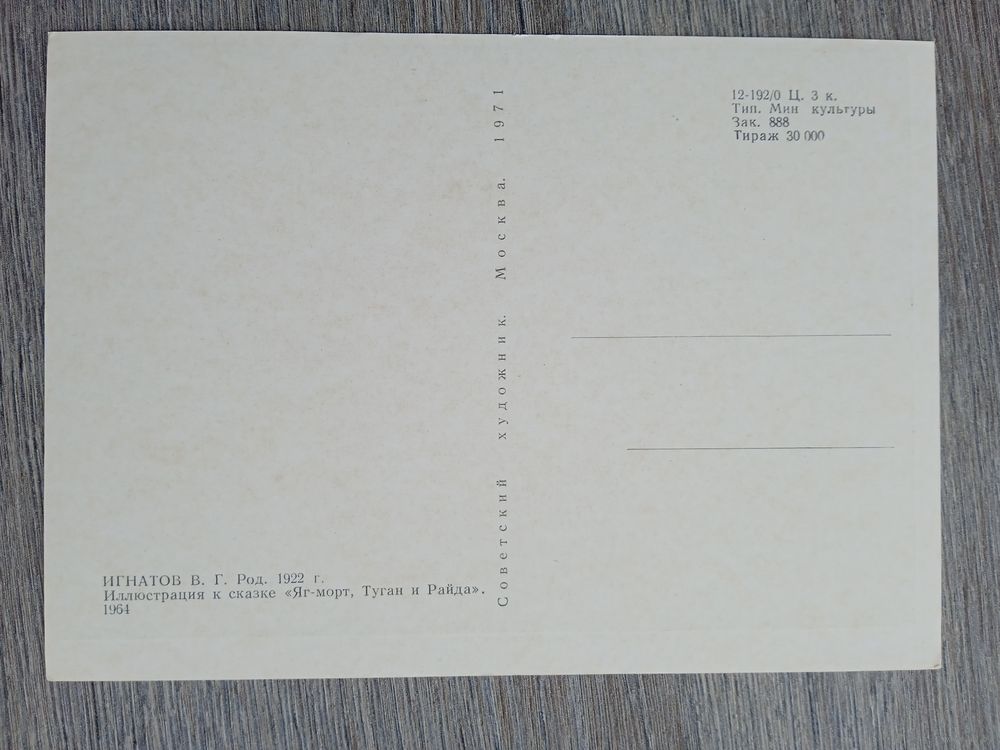 ИГНАТОВ В. Г. Род. 1922 г.
Иллюстрация к сказке «Яг-морт, Туган и Райда».
1964
Советский художник. Москва. 1971
12-192/0 Ц. 3 к.
Тип. Мин культуры
Зак. 888
Тираж 30 000